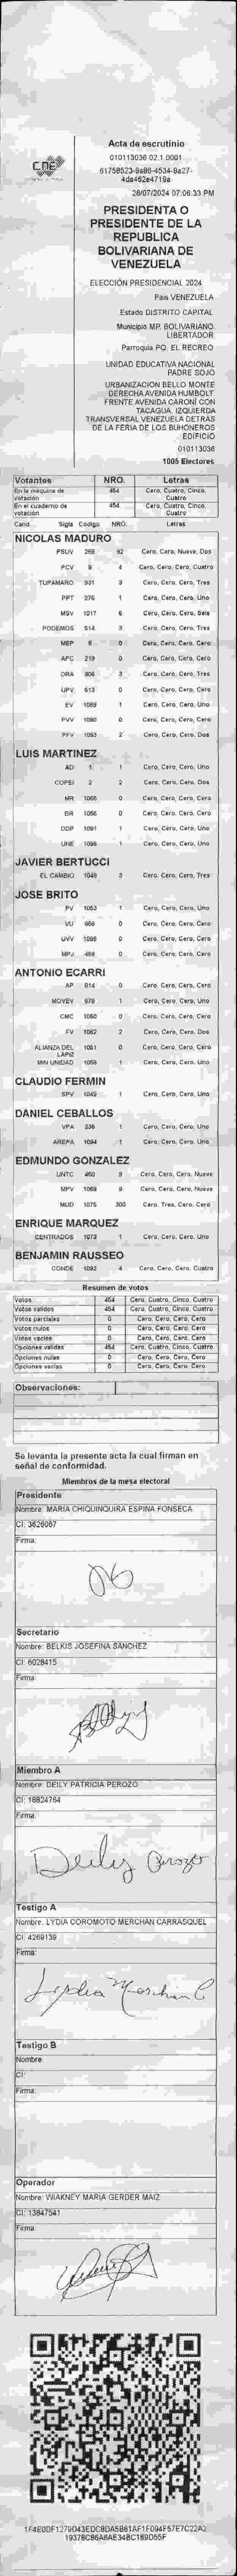 CNE
Acta de escrutinio
010113036 02.1.0001
28/07/2024 07:06:33 PM
PRESIDENTA O
PRESIDENTE DE LA
REPUBLICA
BOLIVARIANA DE
VENEZUELA
ELECCIÓN PRESIDENCIAL 2024
Pais VENEZUELA
Estado DISTRITO CAPITAL
Municipio MP. BOLIVARIANO
LIBERTADOR
Parroquia PQ. EL RECREO
UNIDAD EDUCATIVA NACIONAL
PADRE SOJO
URBANIZACIÓN BELLO MONTE
DERECHA AVENIDA HUMBOLT.
FRENTE AVENIDA CARONÍ CON
TACAGUA. IZQUIERDA
TRANSVERSAL VENEZUELA DETRÁS
DE LA FERIA DE LOS BUHONEROS
EDIFICIO
010113036
1005 Electores
Votantes NRO. Letras
En la máquina de votación 454 Cero, Cuatro, Cinco, Cuatro
En el cuaderno de votación 454 Cero, Cuatro, Cinco, Cuatro
Cand. Sigla Codigo NRO. Letras
NICOLAS MADURO
PSUV 269 92 Cero, Cero, Nueve, Dos
PCV 9 4 Cero, Cero, Cero, Cuatro
TUPAMARO 931 3 Cero, Cero, Cero, Tres
PPT 276 1 Cero, Cero, Cero, Uno
MSV 1017 6 Cero, Cero, Cero, Seis
PODEMOS 514 3 Cero, Cero, Cero, Tres
MEP 6 0 Cero, Cero, Cero, Cero
APC 219 0 Cero, Cero, Cero, Cero
ORA 906 3 Cero, Cero, Cero, Tres
UPV 513 0 Cero, Cero, Cero, Cero
EV 1089 1 Cero, Cero, Cero, Uno
PVV 1090 0 Cero, Cero, Cero, Cero
PFV 1093 2 Cero, Cero, Cero, Dos
LUIS MARTINEZ
AD 1 1 Cero, Cero, Cero, Uno
COPEI 2 2 Cero, Cero, Cero, Dos
MR 1066 0 Cero, Cero, Cero, Cero
BR 1056 0 Cero, Cero, Cero, Cero
DDP 1091 1 Cero, Cero, Cero, Uno
UNE 1096 1 Cero, Cero, Cero, Uno
JAVIER BERTUCCI
EL CAMBIO 1048 3 Cero, Cero, Cero, Tres
JOSE BRITO
PV 1053 1 Cero, Cero, Cero, Uno
VU 969 0 Cero, Cero, Cero, Cero
UVV 1098 0 Cero, Cero, Cero, Cero
MPJ 459 0 Cero, Cero, Cero, Cero
ANTONIO ECARRI
AP 814 0 Cero, Cero, Cero, Cero
MOVEV 678 1 Cero, Cero, Cero, Uno
CMC 1050 0 Cero, Cero, Cero, Cero
FV 1062 2 Cero, Cero, Cero, Dos
ALIANZA DEL LAPIZ 1051 0 Cero, Cero, Cero, Cero
MIN UNIDAD 1058 1 Cero, Cero, Cero, Uno
CLAUDIO FERMIN
SPV 1049 1 Cero, Cero, Cero, Uno
DANIEL CEBALLOS
VPA 236 1 Cero, Cero, Cero, Uno
AREPA 1094 1 Cero, Cero, Cero, Uno
EDMUNDO GONZALEZ
UNTC 460 9 Cero, Cero, Cero, Nueve
MPV 1069 9 Cero, Cero, Cero, Nueve
MUD 1075 300 Cero, Tres, Cero, Cero
ENRIQUE MARQUEZ
CENTRADOS 1073 1 Cero, Cero, Cero, Uno
BENJAMIN RAUSSEO
CONDE 1092 4 Cero, Cero, Cero, Cuatro
Resumen de votos
Votos 454 Cero, Cuatro, Cinco, Cuatro
Votos validos 454 Cero, Cuatro, Cinco, Cuatro
Votos parciales 0 Cero, Cero, Cero, Cero
Votos nulos 0 Cero, Cero, Cero, Cero
Votos vacios 0 Cero, Cero, Cero, Cero
Opciones validas 454 Cero, Cuatro, Cinco, Cuatro
Opciones nulas 0 Cero, Cero, Cero, Cero
Opciones vacias 0 Cero, Cero, Cero, Cero
Observaciones:
Se levanta la presente acta la cual firman en
señal de conformidad.
Miembros de la mesa electoral
Presidente
Nombre: MARIA CHIQUINQUIRA ESPINA FONSECA
CI: 3626067
Firma:
Secretario
Nombre: BELKIS JOSEFINA SANCHEZ
CI: 6028415
Firma:
Miembro A
Nombre: DEILY PATRICIA PEROZO
CI: 16824764
Firma:
Deily Perozo
Testigo A
Nombre: LYDIA COROMOTO MERCHAN CARRASQUEL
CI: 4269139
Firma:
Lydia Merchan C
Testigo B
Nombre:
CI:
Firma:
Operador
Nombre: WIAKNEY MARIA GERDER MAIZ
CI: 13847541
Firma: